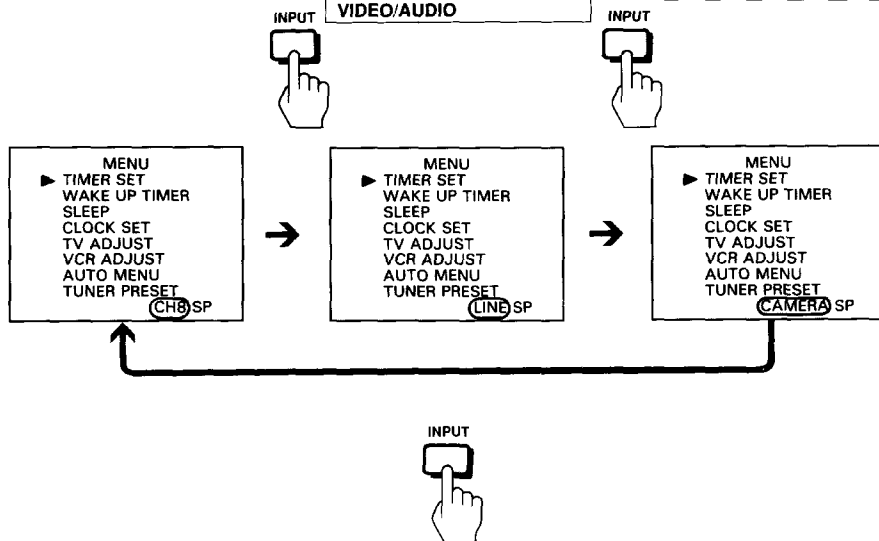 VIDEO/AUDIO
INPUT
INPUT
MENU
▶ TIMER SET
WAKE UP TIMER
SLEEP
CLOCK SET
TV ADJUST
VCR ADJUST
AUTO MENU
TUNER PRESET
CH8 SP
MENU
▶ TIMER SET
WAKE UP TIMER
SLEEP
CLOCK SET
TV ADJUST
VCR ADJUST
AUTO MENU
TUNER PRESET
LINE SP
MENU
▶ TIMER SET
WAKE UP TIMER
SLEEP
CLOCK SET
TV ADJUST
VCR ADJUST
AUTO MENU
TUNER PRESET
CAMERA SP
INPUT